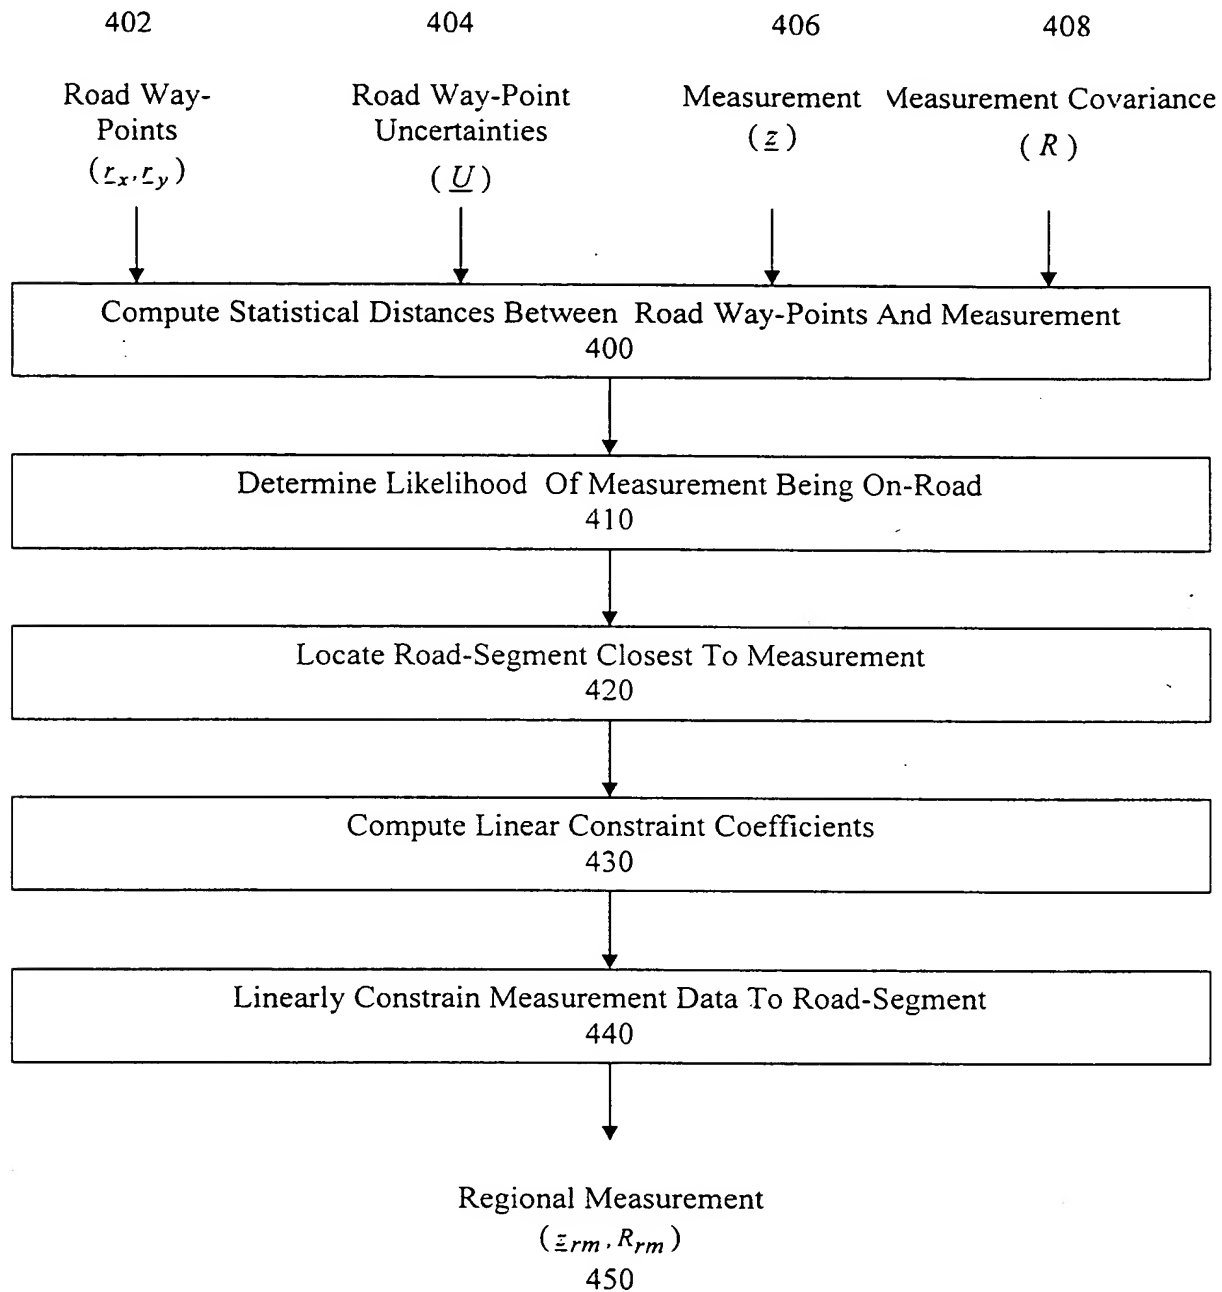 402 404 406 408
Road Way- Road Way-Point Measurement Measurement Covariance
Points Uncertainties (z) (R)
(r_x, r_y) (U)
Compute Statistical Distances Between Road Way-Points And Measurement
400
Determine Likelihood Of Measurement Being On-Road
410
Locate Road-Segment Closest To Measurement
420
Compute Linear Constraint Coefficients
430
Linearly Constrain Measurement Data To Road-Segment
440
Regional Measurement
(z_rm, R_rm)
450